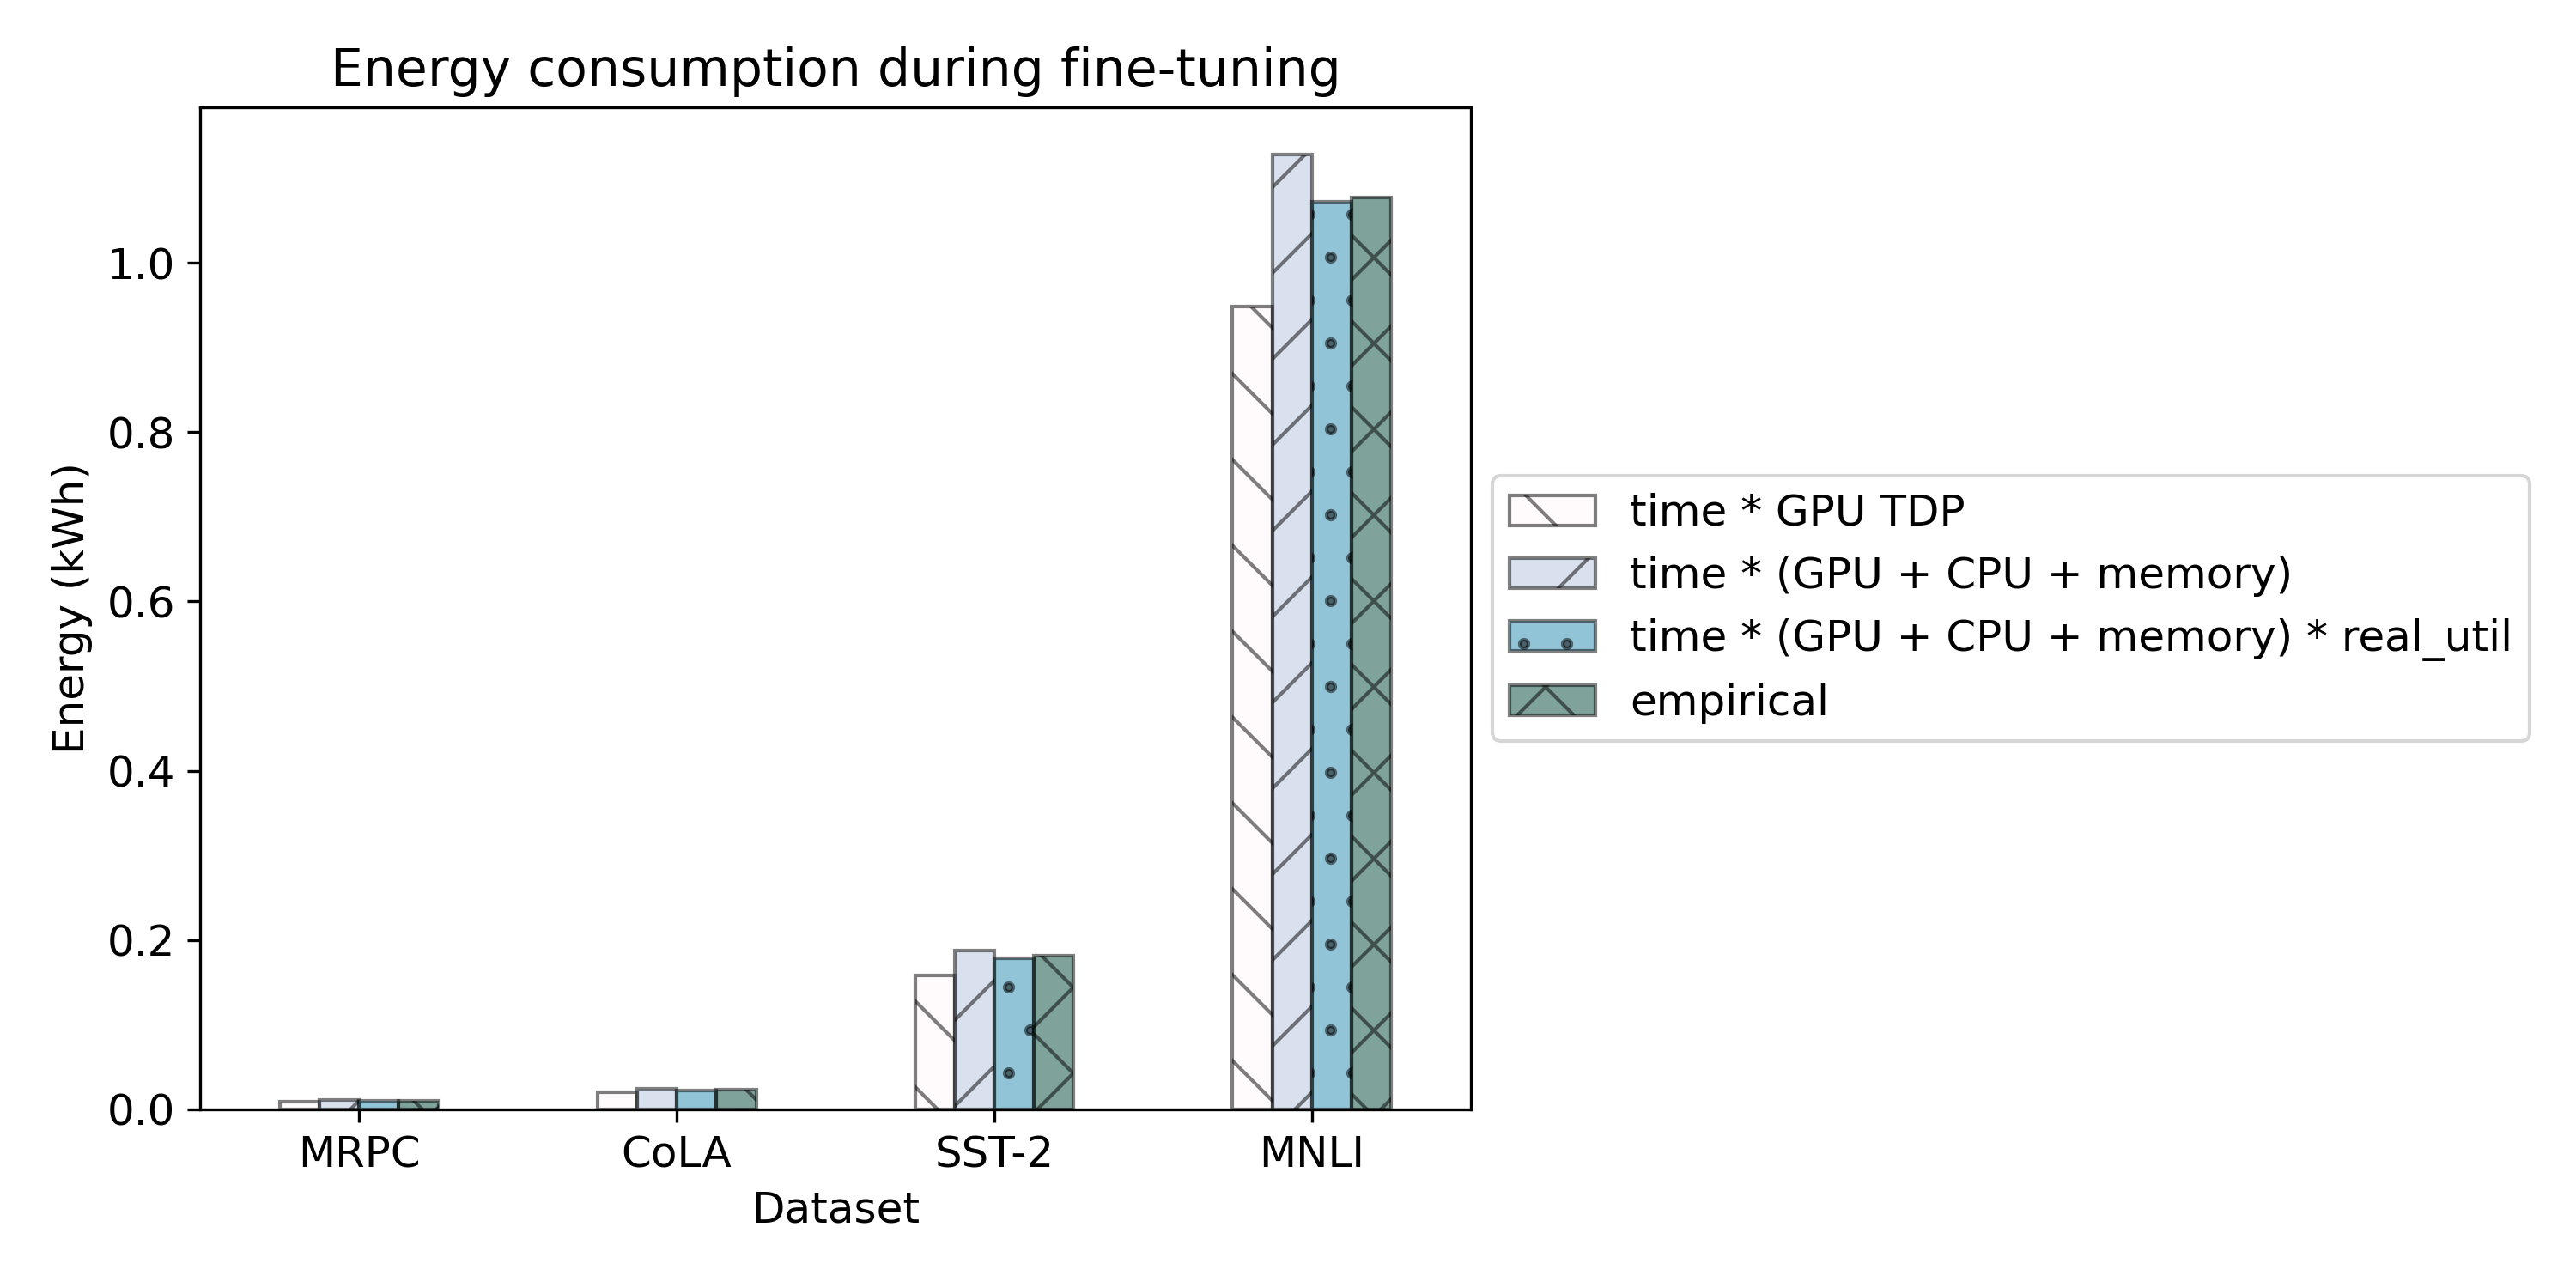 Energy consumption during fine-tuning
Energy (kWh)
1.0
0.8
0.6
0.4
0.2
0.0
MRPC
CoLA
SST-2
MNLI
Dataset
time * GPU TDP
time * (GPU + CPU + memory)
time * (GPU + CPU + memory) * real_util
empirical